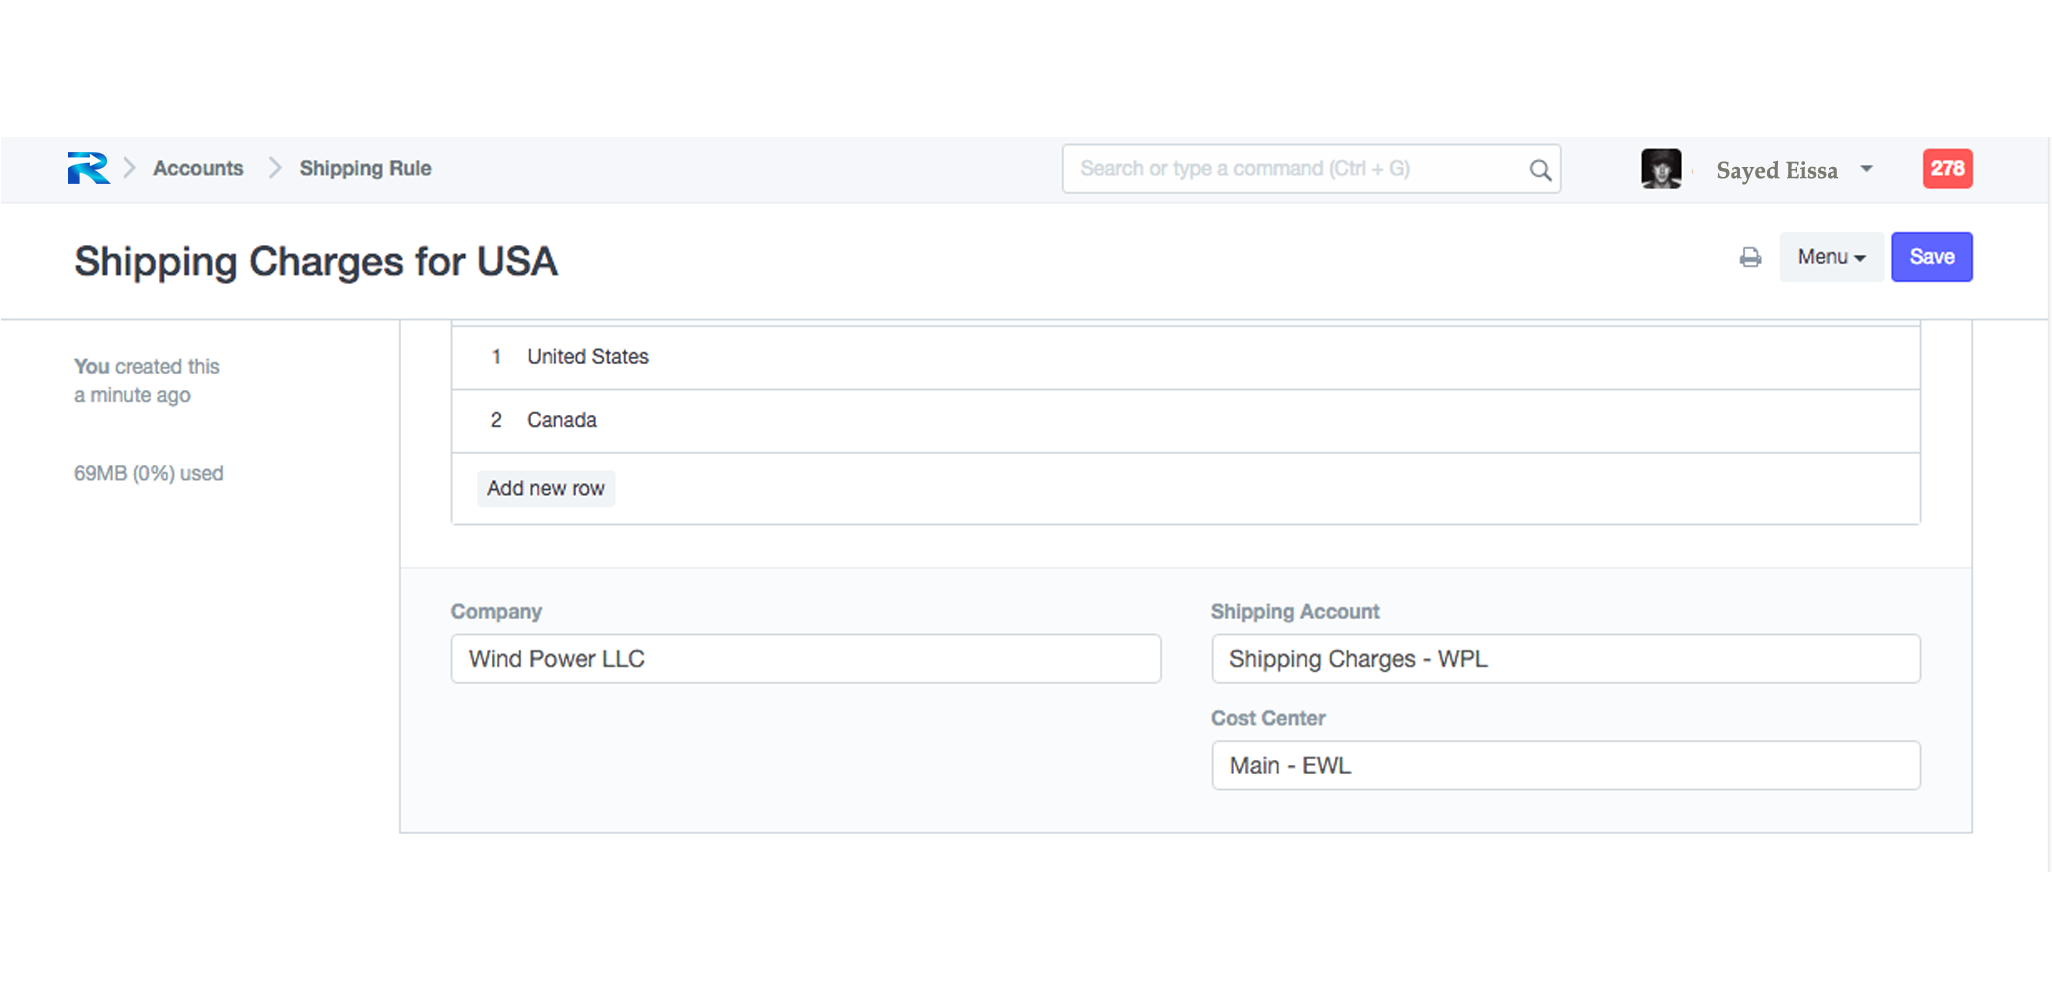 Accounts Shipping Rule Search or type a command (Ctrl + G) Sayed Eissa 278
Shipping Charges for USA Menu Save
You created this
a minute ago
69MB (0%) used
1 United States
2 Canada
Add new row
Company
Wind Power LLC
Shipping Account
Shipping Charges - WPL
Cost Center
Main - EWL